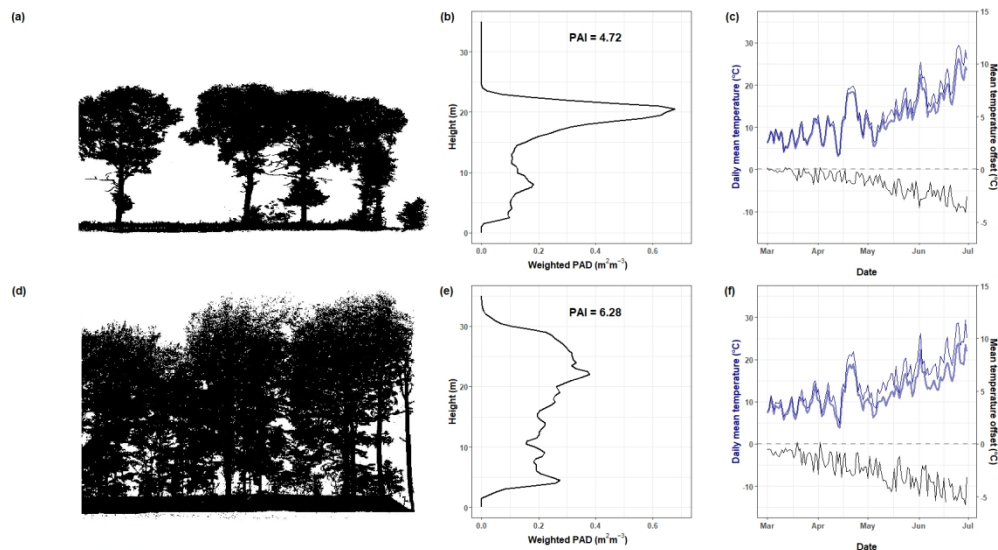 (a)
(b)
PAI = 4.72
Height (m)
30
20
10
0
0.0 0.2 0.4 0.6
Weighted PAD (m²m⁻³)
(c)
Daily mean temperature (°C)
30
20
10
0
-10
15
10
5
0
-5
Mean temperature offset (°C)
Mar Apr May Jun Jul
Date
(d)
(e)
PAI = 6.28
Height (m)
30
20
10
0
0.0 0.2 0.4 0.6
Weighted PAD (m²m⁻³)
(f)
Daily mean temperature (°C)
30
20
10
0
-10
15
10
5
0
-5
Mean temperature offset (°C)
Mar Apr May Jun Jul
Date